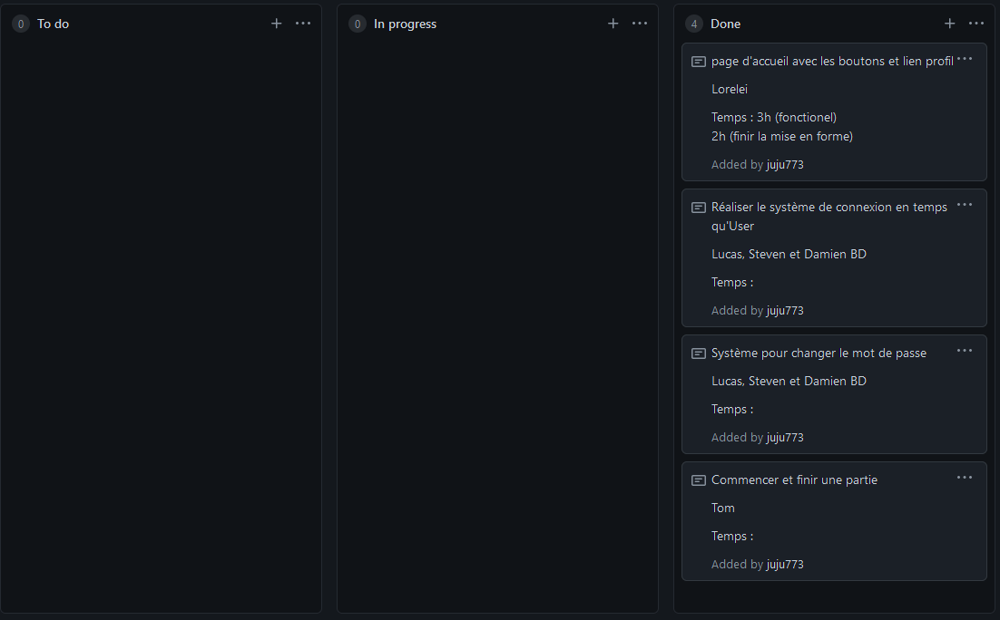 0 To do
0 In progress
4 Done
page d'accueil avec les boutons et lien profil
Lorelei
Temps : 3h (fonctionel)
2h (finir la mise en forme)
Added by juju773
Réaliser le système de connexion en temps
qu'User
Lucas, Steven et Damien BD
Temps :
Added by juju773
Système pour changer le mot de passe
Lucas, Steven et Damien BD
Temps :
Added by juju773
Commencer et finir une partie
Tom
Temps :
Added by juju773